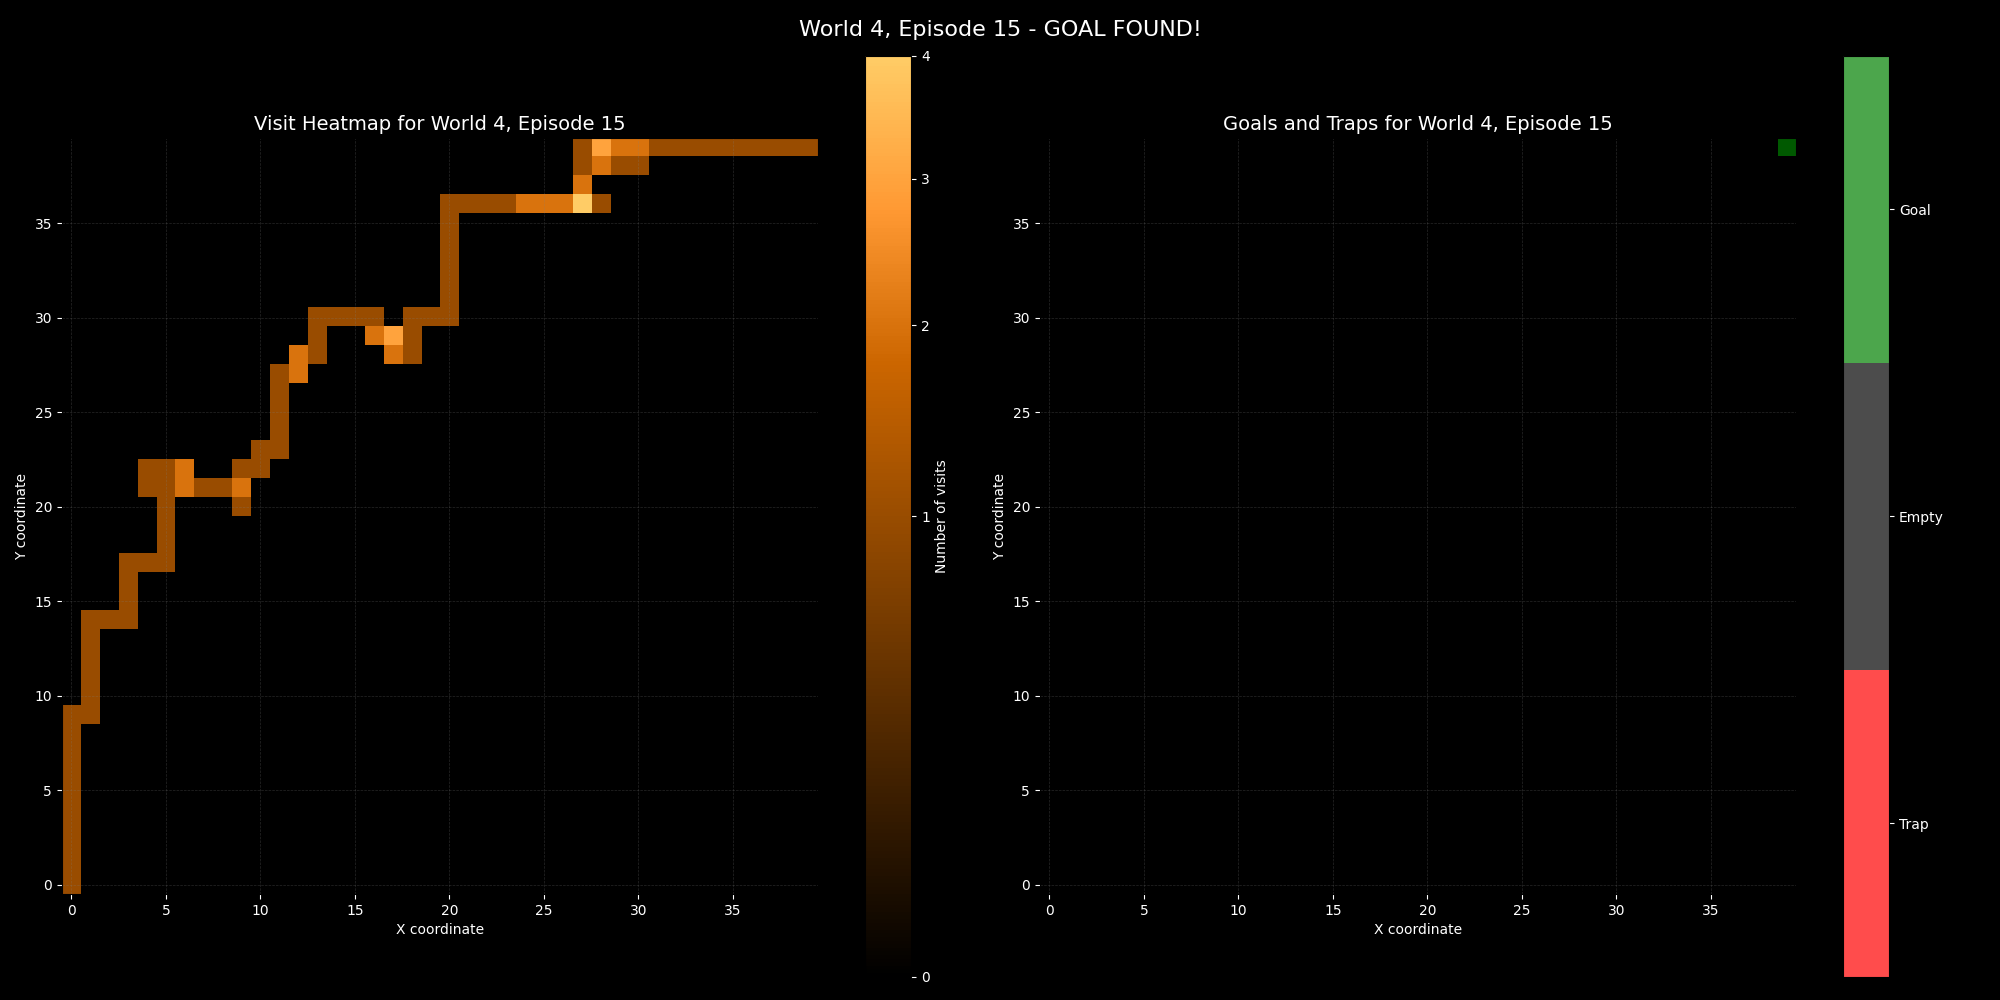 World 4, Episode 15 - GOAL FOUND!
Visit Heatmap for World 4, Episode 15
35
30
25
20
15
10
5
0
Y coordinate
0 5 10 15 20 25 30 35
X coordinate
4
3
2
1
0
Number of visits
Goals and Traps for World 4, Episode 15
35
30
25
20
15
10
5
0
Y coordinate
0 5 10 15 20 25 30 35
X coordinate
Goal
Empty
Trap